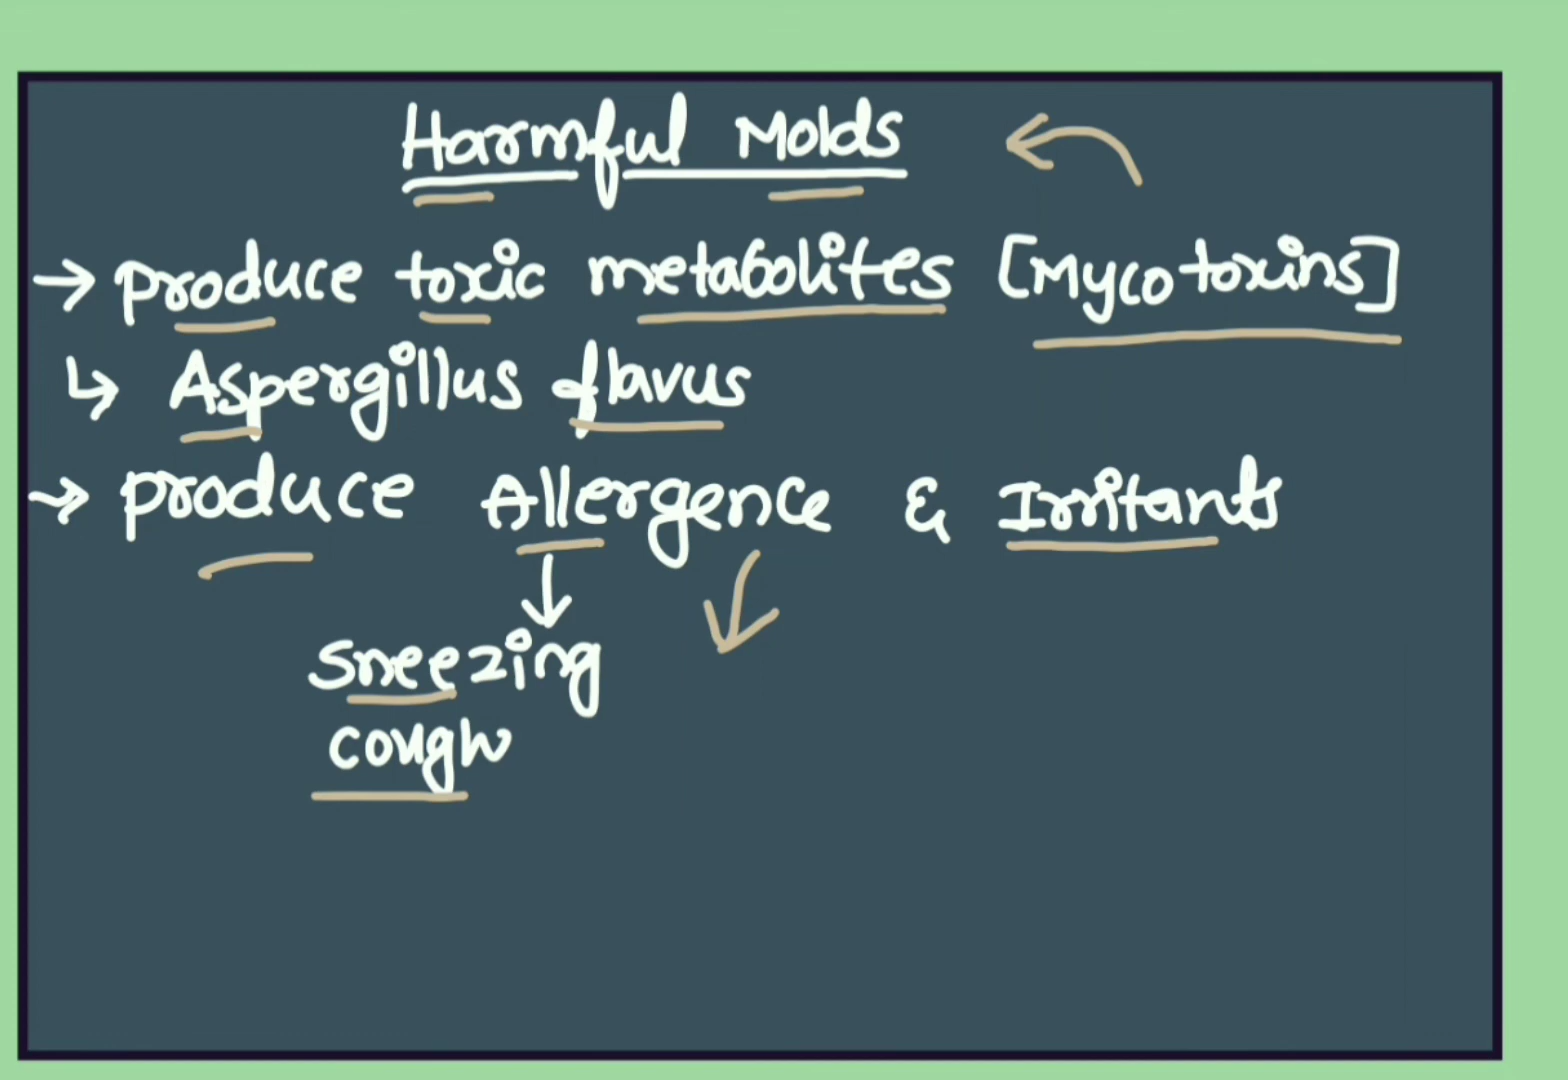 Harmful Molds
→ produce toxic metabolites [Mycotoxins]
↳ Aspergillus flavus
→ produce Allergence & Irritants
↓
Sneezing
cough